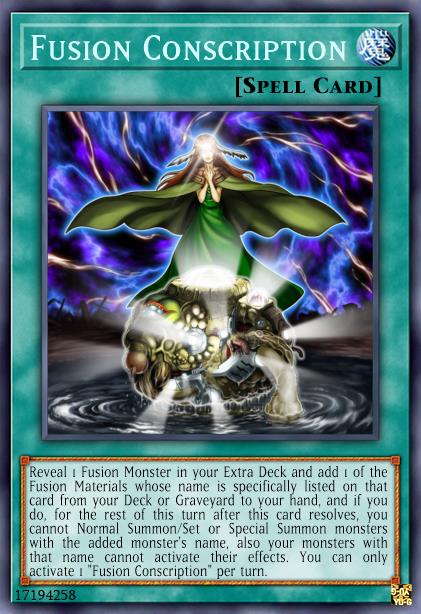 Fusion Conscription 魔
[Spell Card]
Reveal 1 Fusion Monster in your Extra Deck and add 1 of the
Fusion Materials whose name is specifically listed on that
card from your Deck or Graveyard to your hand, and if you
do, for the rest of this turn after this card resolves, you
cannot Normal Summon/Set or Special Summon monsters
with the added monster's name, also your monsters with
that name cannot activate their effects. You can only
activate 1 "Fusion Conscription" per turn.
17194258